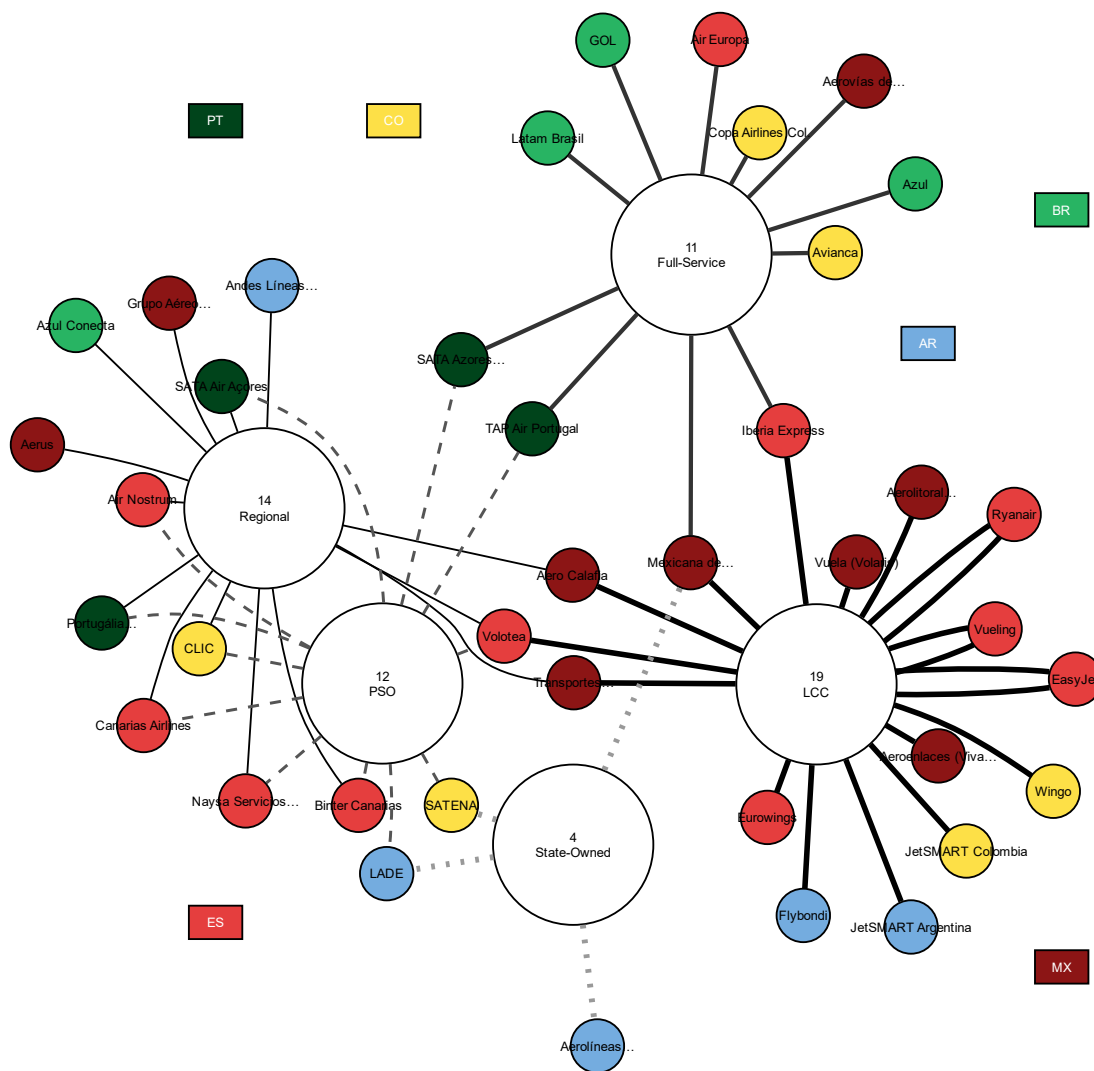 GOL
Air Europa
Aerovías de…
PT
CO
Copa Airlines Col
Latam Brasil
Azul
BR
11
Full-Service
Avianca
Andes Líneas…
Grupo Aéreo…
Azul Conecta
AR
SATA Azores…
SATA Air Açores
TAP Air Portugal
Iberia Express
Aerus
14
Regional
Air Nostrum
Aerolitoral…
Ryanair
Aero Calafia
Mexicana de…
Vuela (Volaris)
Portugália…
CLIC
Volotea
Vueling
12
PSO
Transportes…
19
LCC
EasyJe
Canarias Airlines
Aeroenlaces (Viva…
Wingo
Naysa Servicios…
Binter Canarias
SATENA
Eurowings
4
State-Owned
JetSMART Colombia
LADE
ES
Flybondi
JetSMART Argentina
MX
Aerolíneas…